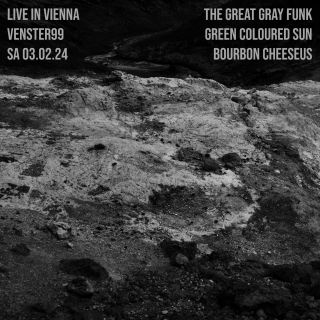 LIVE IN VIENNA
VENSTER99
SA 03.02.24
THE GREAT GRAY FUNK
GREEN COLOURED SUN
BOURBON CHEESEUS